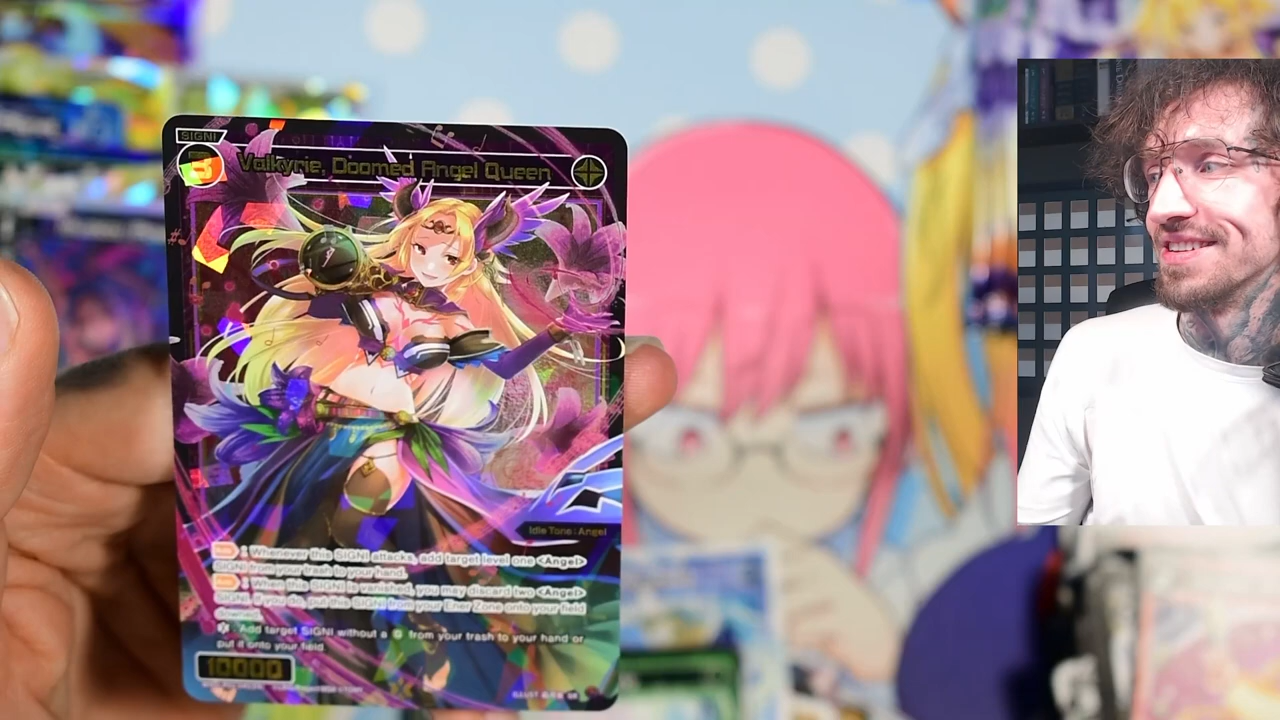 SIGNI
3 Valkyrie, Doomed Angel Queen
Idle Tone: Angel
: Whenever this SIGNI attacks, add target level one <Angel>
SIGNI from your trash to your hand.
: When this SIGNI is vanished, you may discard two <Angel>
SIGNI. If you do, put this SIGNI from your Ener Zone onto your field
downed.
: Add target SIGNI without a from your trash to your hand or
put it onto your field.
10000